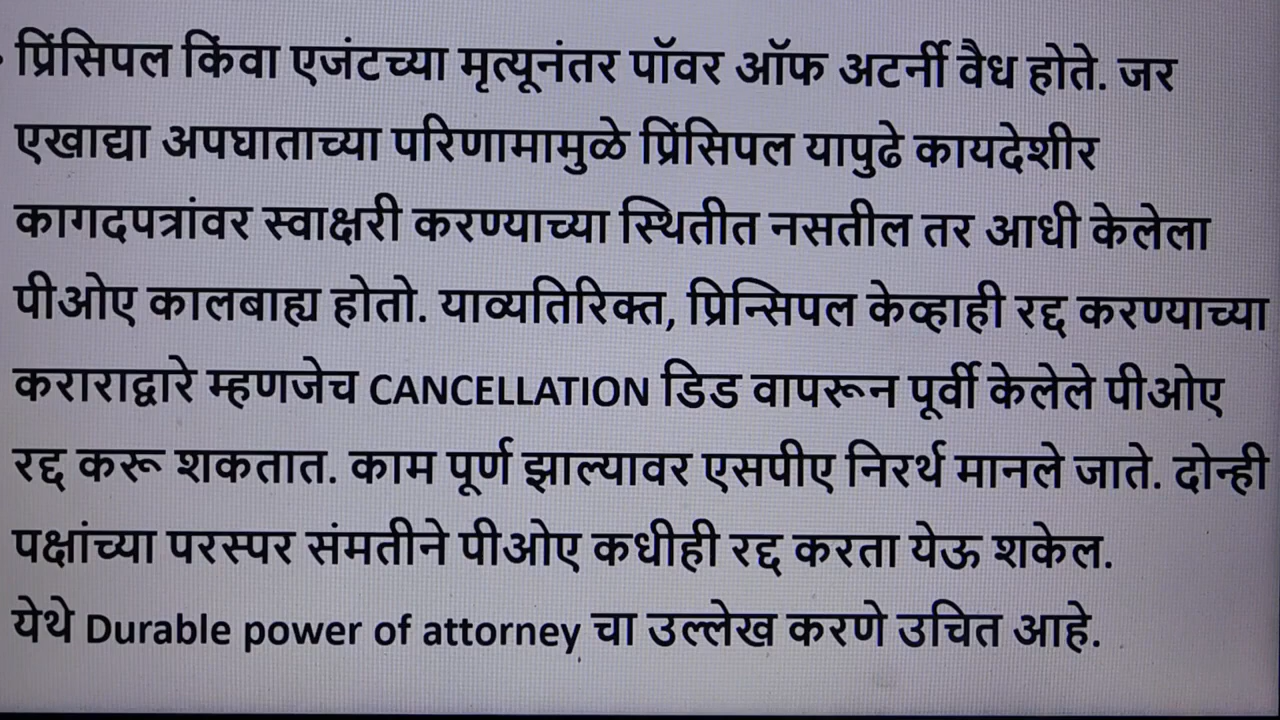 प्रिंसिपल किंवा एजंटच्या मृत्यूनंतर पॉवर ऑफ अटर्नी वैध होते. जर
एखाद्या अपघाताच्या परिणामामुळे प्रिंसिपल यापुढे कायदेशीर
कागदपत्रांवर स्वाक्षरी करण्याच्या स्थितीत नसतील तर आधी केलेला
पीओए कालबाह्य होतो. याव्यतिरिक्त, प्रिन्सिपल केव्हाही रद्द करण्याच्या
कराराद्वारे म्हणजेच CANCELLATION डिड वापरून पूर्वी केलेले पीओए
रद्द करू शकतात. काम पूर्ण झाल्यावर एसपीए निरर्थ मानले जाते. दोन्ही
पक्षांच्या परस्पर संमतीने पीओए कधीही रद्द करता येऊ शकेल.
येथे Durable power of attorney चा उल्लेख करणे उचित आहे.